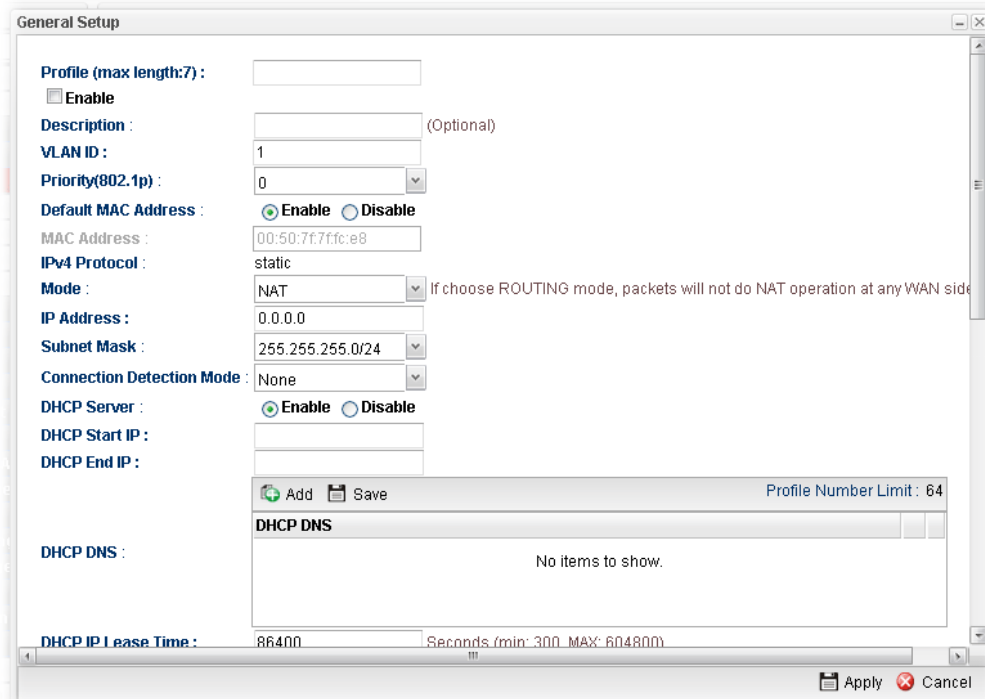 General Setup
Profile (max length:7) :
Enable
Description : (Optional)
VLAN ID : 1
Priority(802.1p) : 0
Default MAC Address : Enable Disable
MAC Address : 00:50:7f:7f:fc:e8
IPv4 Protocol : static
Mode : NAT If choose ROUTING mode, packets will not do NAT operation at any WAN side
IP Address : 0.0.0.0
Subnet Mask : 255.255.255.0/24
Connection Detection Mode : None
DHCP Server : Enable Disable
DHCP Start IP :
DHCP End IP :
Add Save Profile Number Limit : 64
DHCP DNS
DHCP DNS : No items to show.
DHCP IP Lease Time : 86400 Seconds (min: 300, MAX: 604800)
Apply Cancel